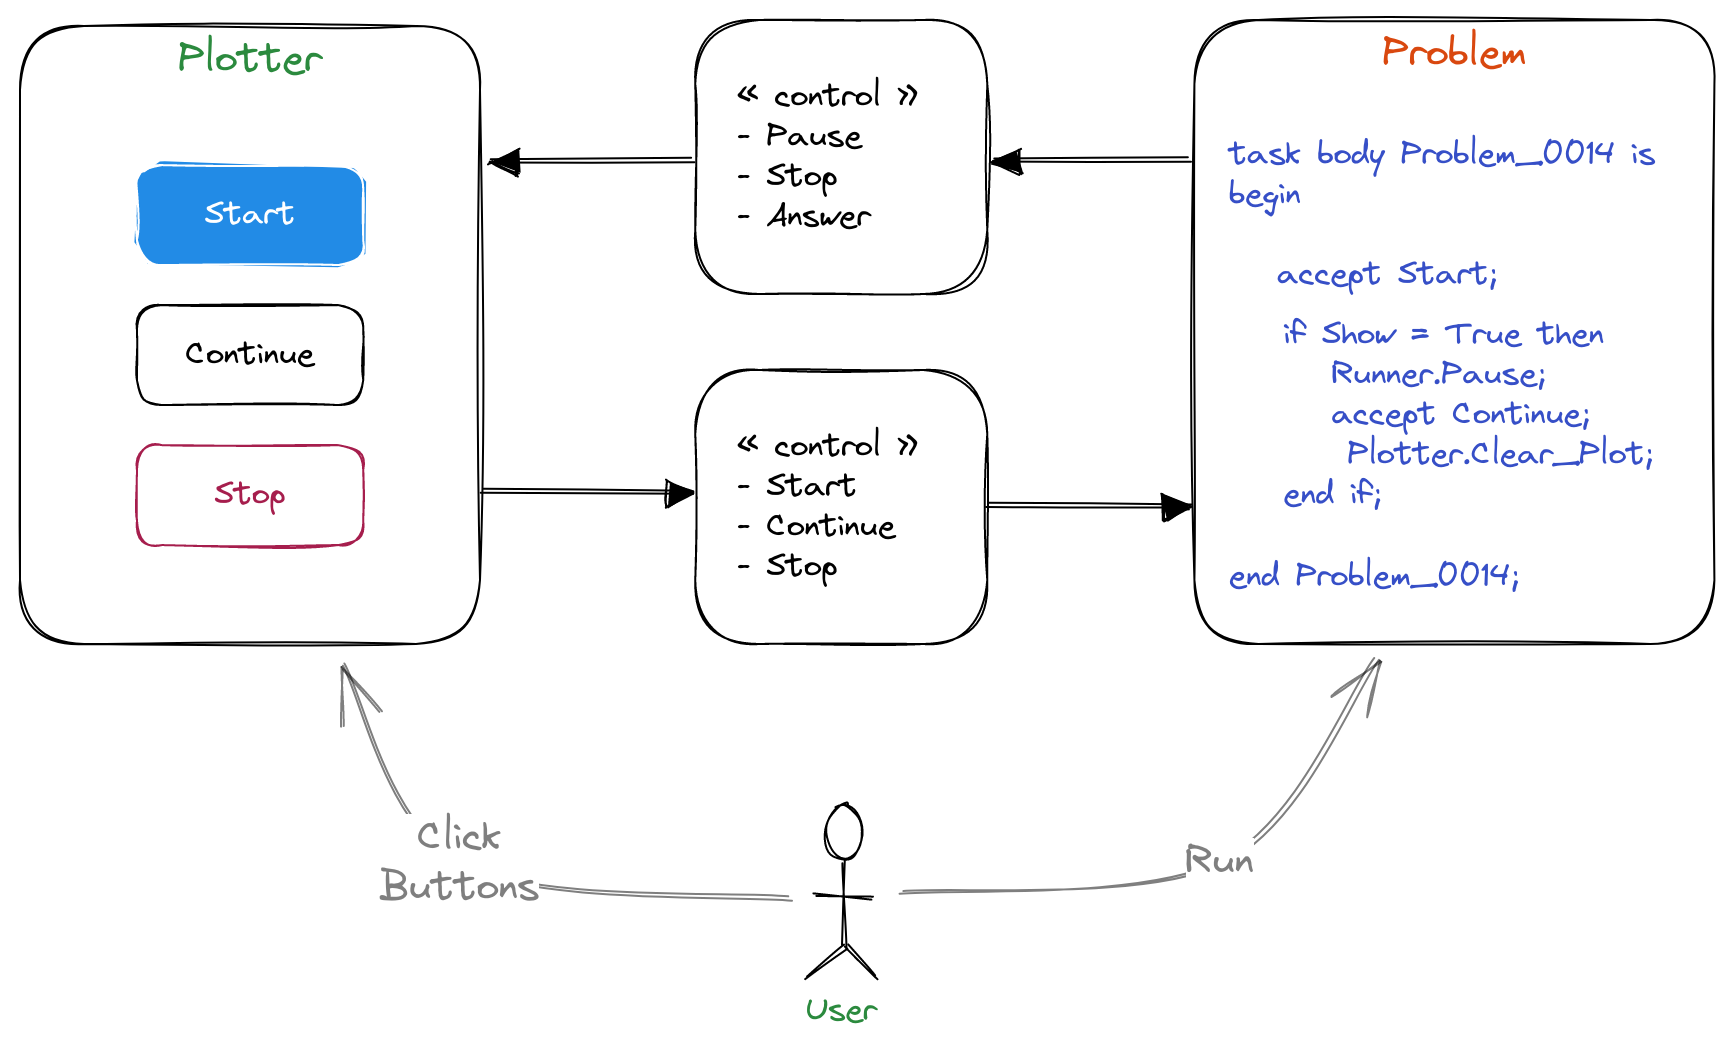 Plotter
Start
Continue
Stop
« control »
- Pause
- Stop
- Answer
« control »
- Start
- Continue
- Stop
Problem
task body Problem_0014 is
begin
accept Start;
if Show = True then
Runner.Pause;
accept Continue;
Plotter.Clear_Plot;
end if;
end Problem_0014;
Click
Buttons
Run
User